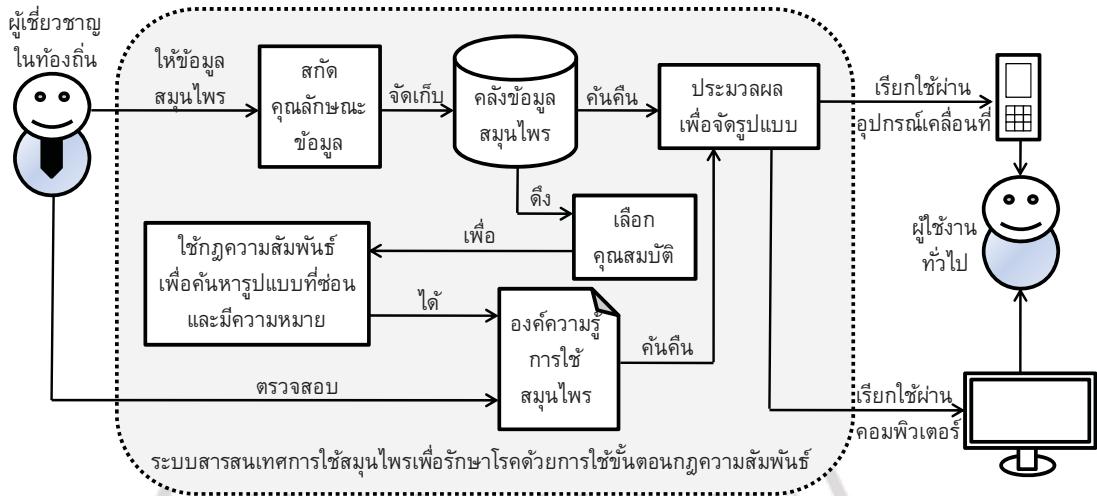 ผู้เชี่ยวชาญ
ในท้องถิ่น
ให้ข้อมูล
สมุนไพร
สกัด
คุณลักษณะ
ข้อมูล
จัดเก็บ
คลังข้อมูล
สมุนไพร
ค้นคืน
ประมวลผล
เพื่อจัดรูปแบบ
เรียกใช้ผ่าน
อุปกรณ์เคลื่อนที่
ดึง
เลือก
คุณสมบัติ
เพื่อ
ใช้กฎความสัมพันธ์
เพื่อค้นหารูปแบบที่ซ่อน
และมีความหมาย
ได้
องค์ความรู้
การใช้
สมุนไพร
ค้นคืน
ตรวจสอบ
ผู้ใช้งาน
ทั่วไป
เรียกใช้ผ่าน
คอมพิวเตอร์
ระบบสารสนเทศการใช้สมุนไพรเพื่อรักษาโรคด้วยการใช้ขั้นตอนกฎความสัมพันธ์